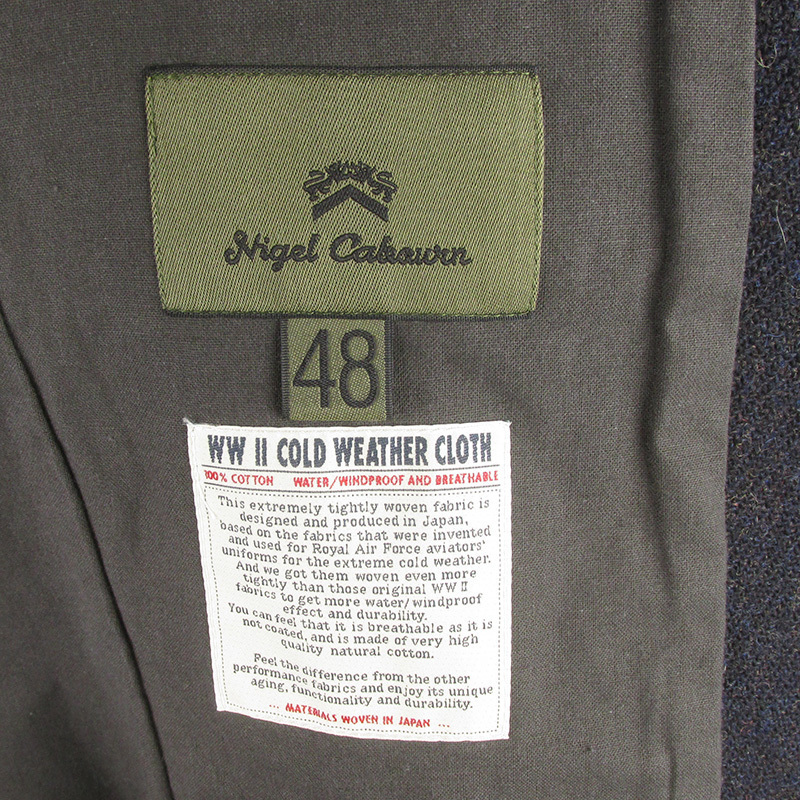 Nigel Cabourn
48
WW II COLD WEATHER CLOTH
100% COTTON WATER/WINDPROOF AND BREATHABLE
This extremely tightly woven fabric is
designed and produced in Japan,
based on the fabrics that were invented
and used for Royal Air Force aviators'
uniforms for the extreme cold weather.
And we got them woven even more
tightly than those original WW II
fabrics to get more water/windproof
effect and durability.
You can feel that it is breathable as it is
not coated, and is made of very high
quality natural cotton.
Feel the difference from the other
performance fabrics and enjoy its unique
aging, functionality and durability.
... MATERIALS WOVEN IN JAPAN ...